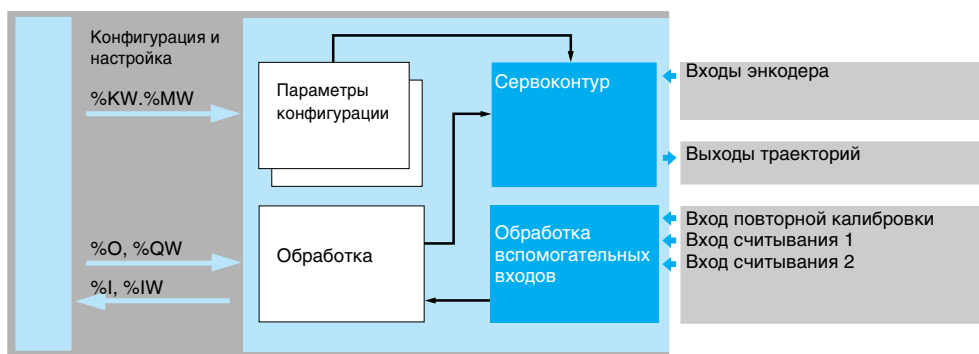 Конфигурация и
настройка
%KW.%MW
Параметры
конфигурации
Сервоконтур
Входы энкодера
Выходы траекторий
%O, %QW
%I, %IW
Обработка
Обработка
вспомогательных
входов
Вход повторной калибровки
Вход считывания 1
Вход считывания 2